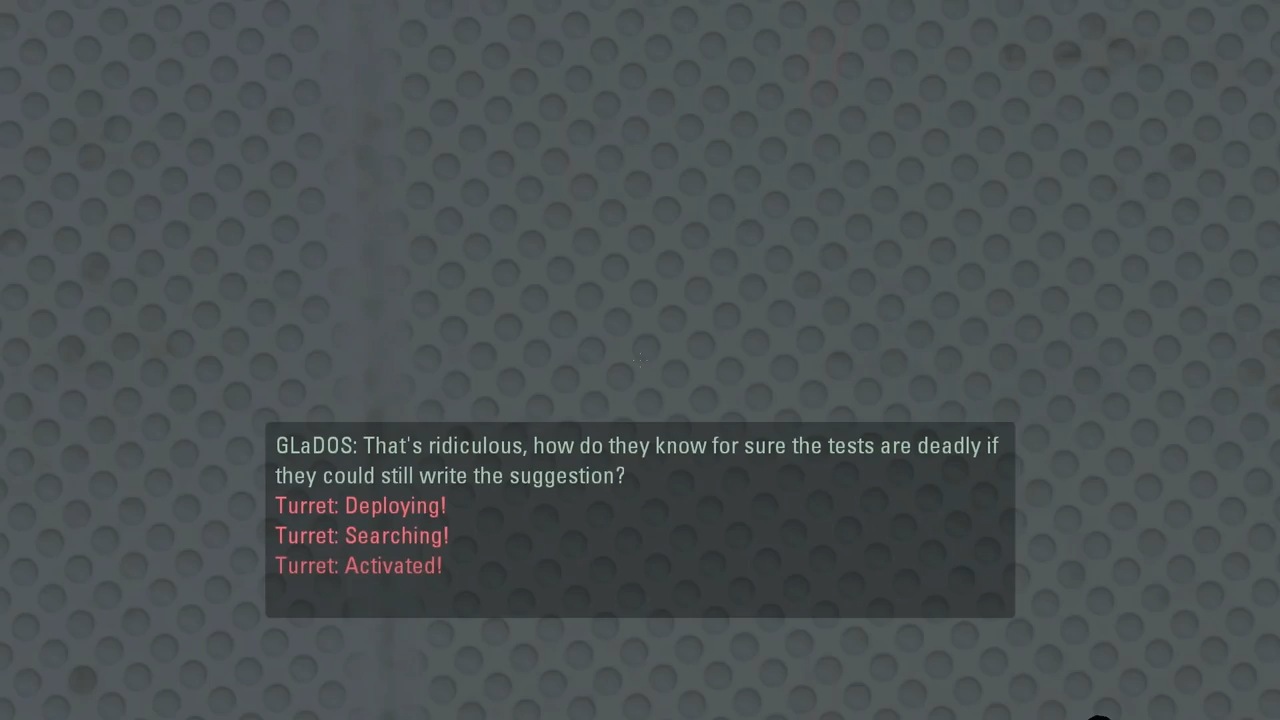 GLaDOS: That's ridiculous, how do they know for sure the tests are deadly if
they could still write the suggestion?
Turret: Deploying!
Turret: Searching!
Turret: Activated!